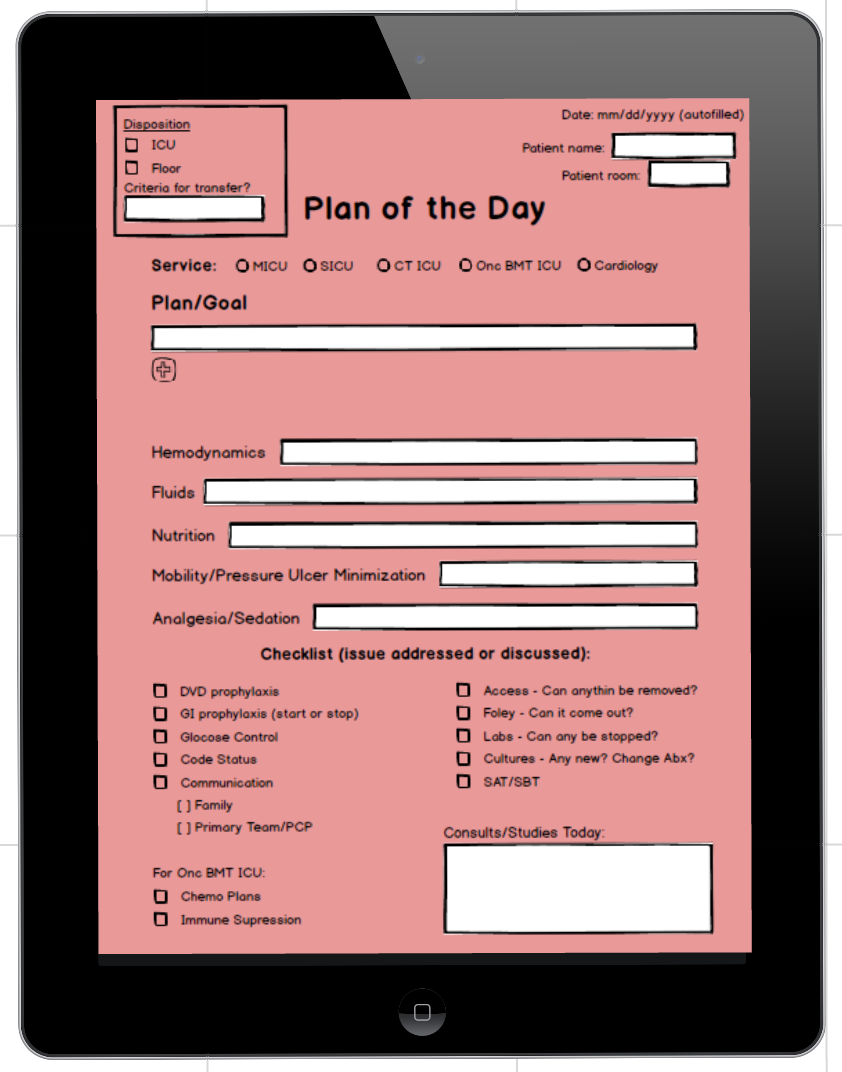 Date: mm/dd/yyyy (autofilled)
Disposition
ICU
Floor
Criteria for transfer?
Patient name:
Patient room:
Plan of the Day
Service: MICU SICU CT ICU Onc BMT ICU Cardiology
Plan/Goal
Hemodynamics
Fluids
Nutrition
Mobility/Pressure Ulcer Minimization
Analgesia/Sedation
Checklist (issue addressed or discussed):
DVD prophylaxis
GI prophylaxis (start or stop)
Glocose Control
Code Status
Communication
[ ] Family
[ ] Primary Team/PCP
For Onc BMT ICU:
Chemo Plans
Immune Supression
Access - Can anythin be removed?
Foley - Can it come out?
Labs - Can any be stopped?
Cultures - Any new? Change Abx?
SAT/SBT
Consults/Studies Today: